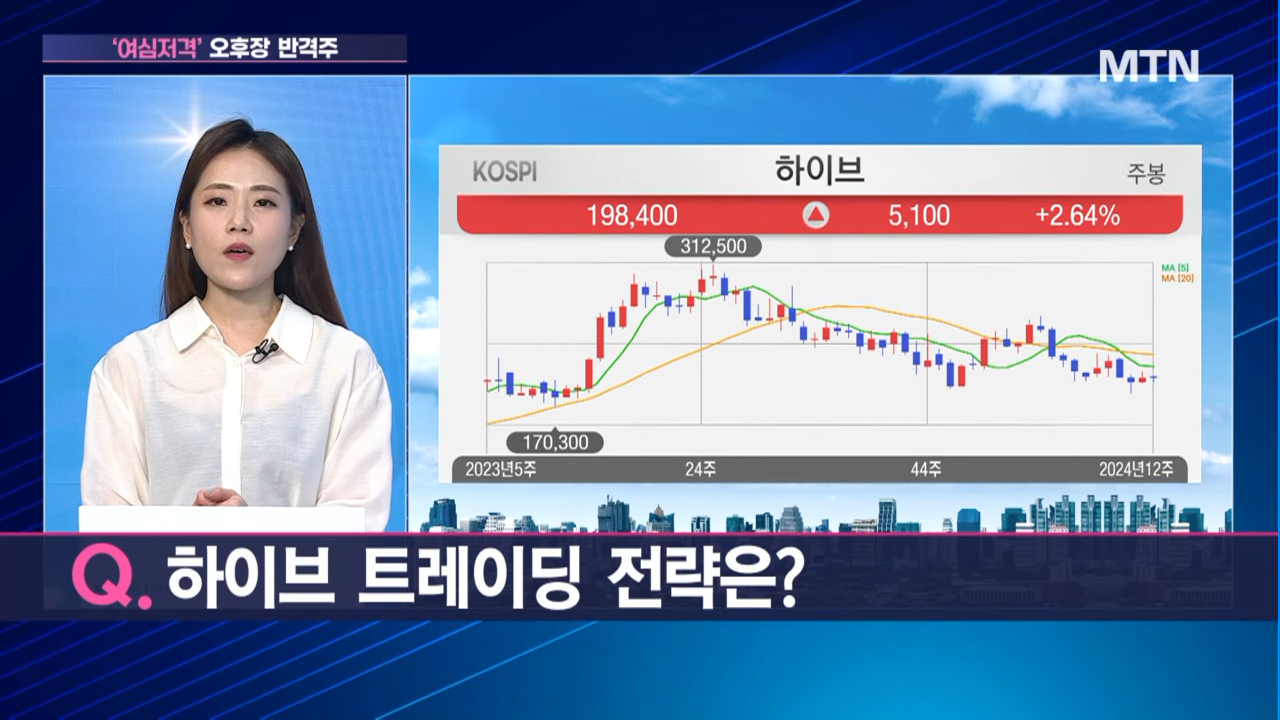 '여심저격' 오후장 반격주
MTN
KOSPI 하이브 주봉
198,400 5,100 +2.64%
312,500
MA [5]
MA [20]
170,300
2023년5주 24주 44주 2024년12주
Q. 하이브 트레이딩 전략은?